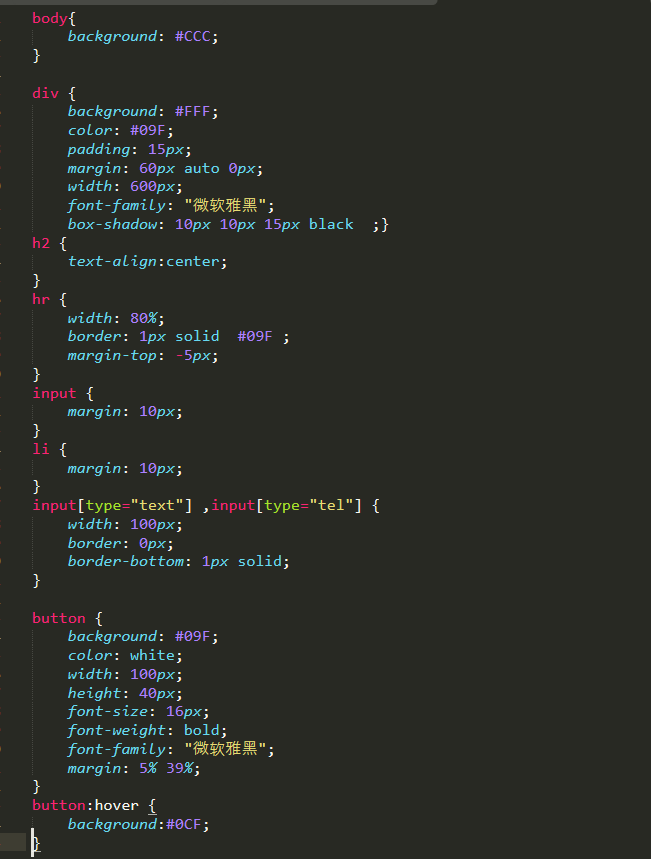 body{
background: #CCC;
}
div {
background: #FFF;
color: #09F;
padding: 15px;
margin: 60px auto 0px;
width: 600px;
font-family: "微软雅黑";
box-shadow: 10px 10px 15px black  ;}
h2 {
text-align:center;
}
hr {
width: 80%;
border: 1px solid  #09F ;
margin-top: -5px;
}
input {
margin: 10px;
}
li {
margin: 10px;
}
input[type="text"] ,input[type="tel"] {
width: 100px;
border: 0px;
border-bottom: 1px solid;
}
button {
background: #09F;
color: white;
width: 100px;
height: 40px;
font-size: 16px;
font-weight: bold;
font-family: "微软雅黑";
margin: 5% 39%;
}
button:hover {
background:#0CF;
}